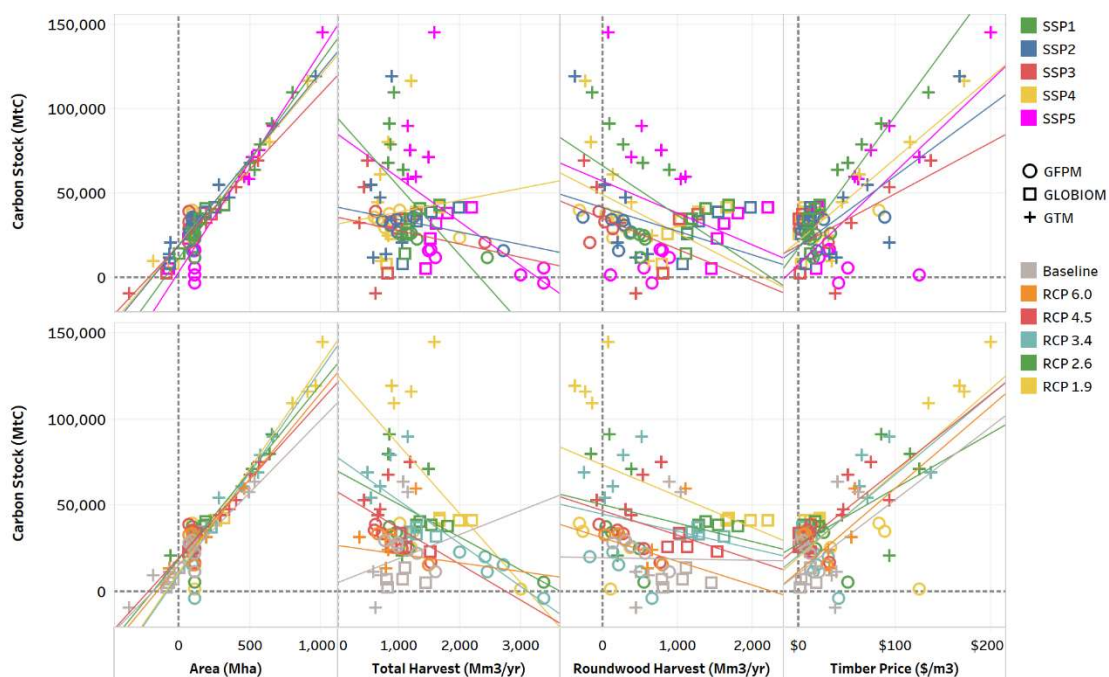 150,000
100,000
50,000
0
Carbon Stock (MtC)
SSP1
SSP2
SSP3
SSP4
SSP5
GFPM
GLOBIOM
GTM
150,000
100,000
50,000
0
Carbon Stock (MtC)
Baseline
RCP 6.0
RCP 4.5
RCP 3.4
RCP 2.6
RCP 1.9
0 500 1,000 0 1,000 2,000 3,000 0 1,000 2,000 $0 $100 $200
Area (Mha) Total Harvest (Mm3/yr) Roundwood Harvest (Mm3/yr) Timber Price ($/m3)